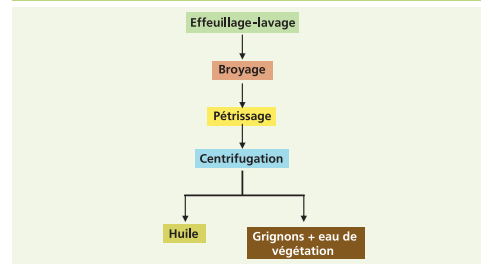 Effeuillage-lavage
Broyage
Pétrissage
Centrifugation
Huile
Grignons + eau de
végétation